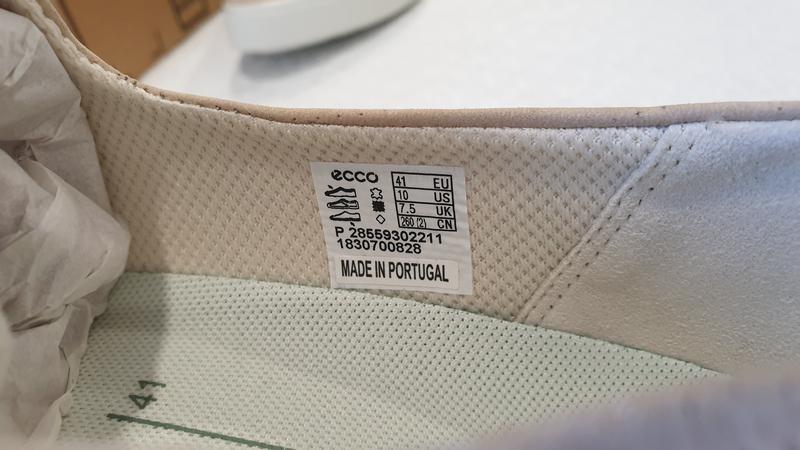 ecco
41 EU
10 US
7.5 UK
260 (2) CN
P 28559302211
1830700828
MADE IN PORTUGAL
41